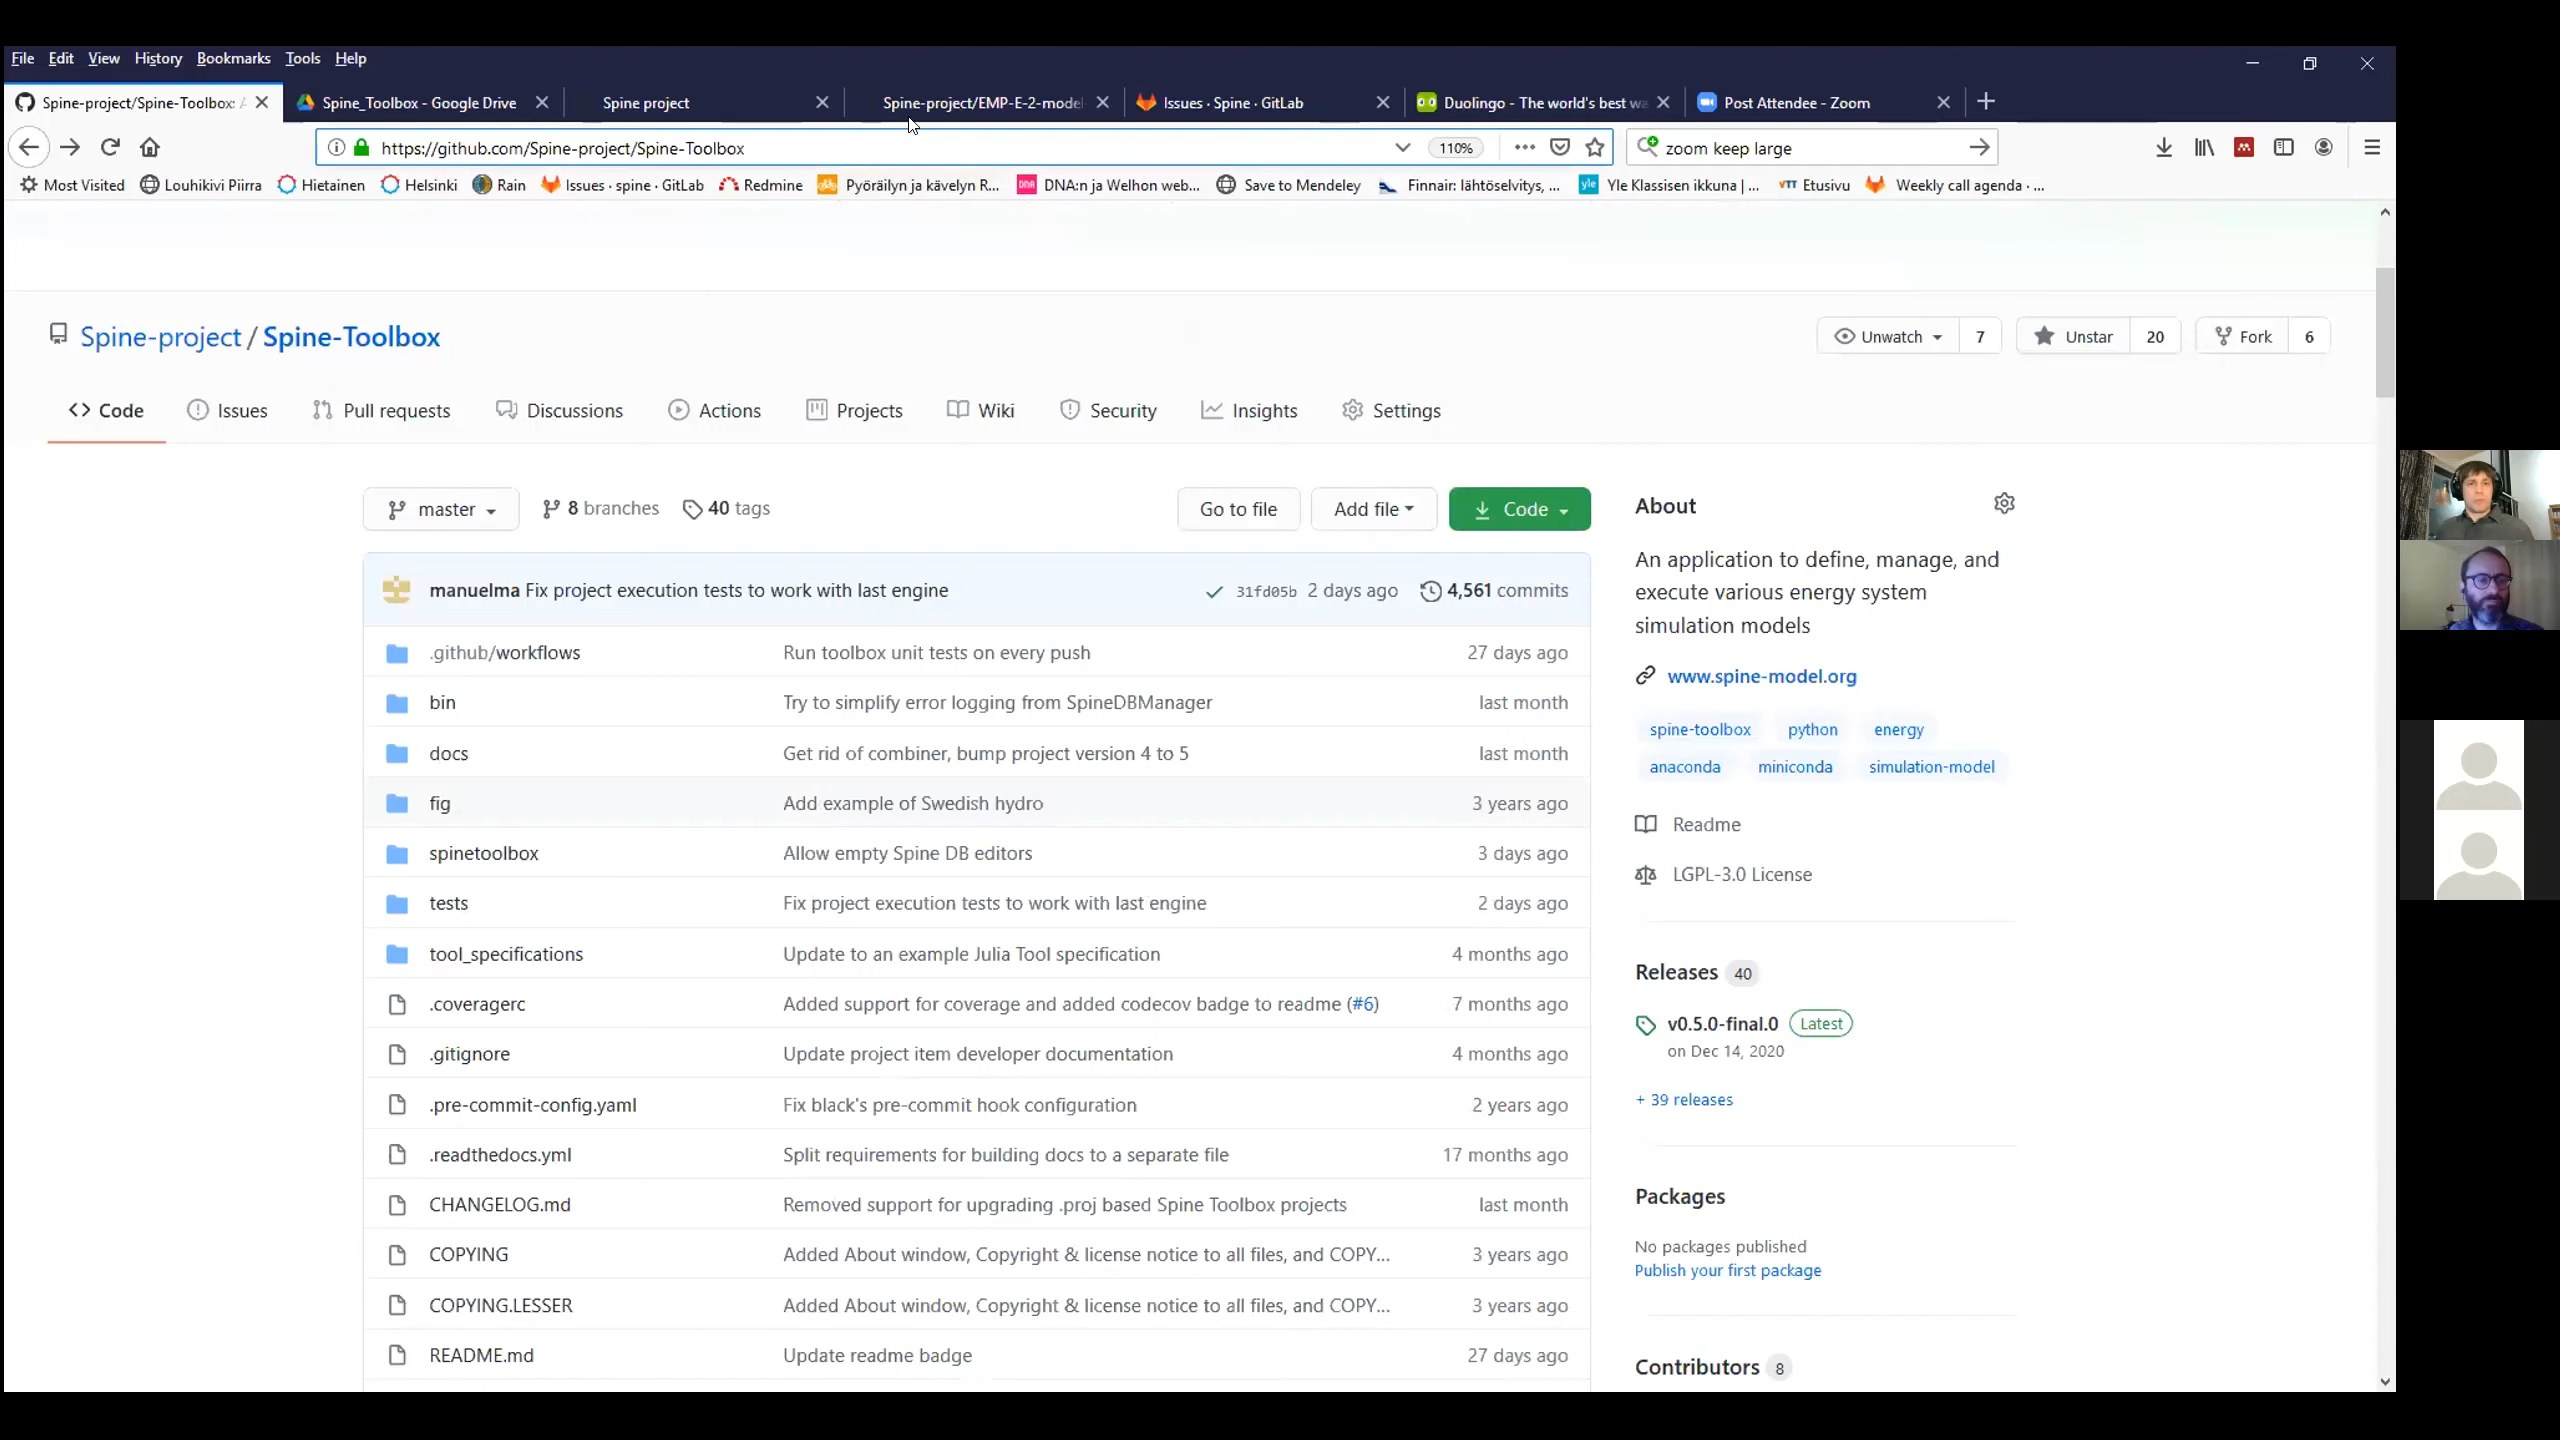 File Edit View History Bookmarks Tools Help
Spine-project/Spine-Toolbox: A Spine_Toolbox - Google Drive Spine project Spine-project/EMP-E-2-model Issues · Spine · GitLab Duolingo - The world's best wa Post Attendee - Zoom
https://github.com/Spine-project/Spine-Toolbox 110% zoom keep large
Most Visited Louhikivi Piirra Hietainen Helsinki Rain Issues · spine · GitLab Redmine Pyöräilyn ja kävelyn R... DNA:n ja Welhon web... Save to Mendeley Finnair: lähtöselvitys, ... Yle Klassisen ikkuna | ... Etusivu Weekly call agenda · ...
Spine-project / Spine-Toolbox Unwatch 7 Unstar 20 Fork 6
Code Issues Pull requests Discussions Actions Projects Wiki Security Insights Settings
master 8 branches 40 tags Go to file Add file Code
manuelma Fix project execution tests to work with last engine 31fd05b 2 days ago 4,561 commits
.github/workflows Run toolbox unit tests on every push 27 days ago
bin Try to simplify error logging from SpineDBManager last month
docs Get rid of combiner, bump project version 4 to 5 last month
fig Add example of Swedish hydro 3 years ago
spinetoolbox Allow empty Spine DB editors 3 days ago
tests Fix project execution tests to work with last engine 2 days ago
tool_specifications Update to an example Julia Tool specification 4 months ago
.coveragerc Added support for coverage and added codecov badge to readme (#6) 7 months ago
.gitignore Update project item developer documentation 4 months ago
.pre-commit-config.yaml Fix black's pre-commit hook configuration 2 years ago
.readthedocs.yml Split requirements for building docs to a separate file 17 months ago
CHANGELOG.md Removed support for upgrading .proj based Spine Toolbox projects last month
COPYING Added About window, Copyright & license notice to all files, and COPY... 3 years ago
COPYING.LESSER Added About window, Copyright & license notice to all files, and COPY... 3 years ago
README.md Update readme badge 27 days ago
About
An application to define, manage, and
execute various energy system
simulation models
www.spine-model.org
spine-toolbox python energy
anaconda miniconda simulation-model
Readme
LGPL-3.0 License
Releases 40
v0.5.0-final.0 Latest
on Dec 14, 2020
+ 39 releases
Packages
No packages published
Publish your first package
Contributors 8